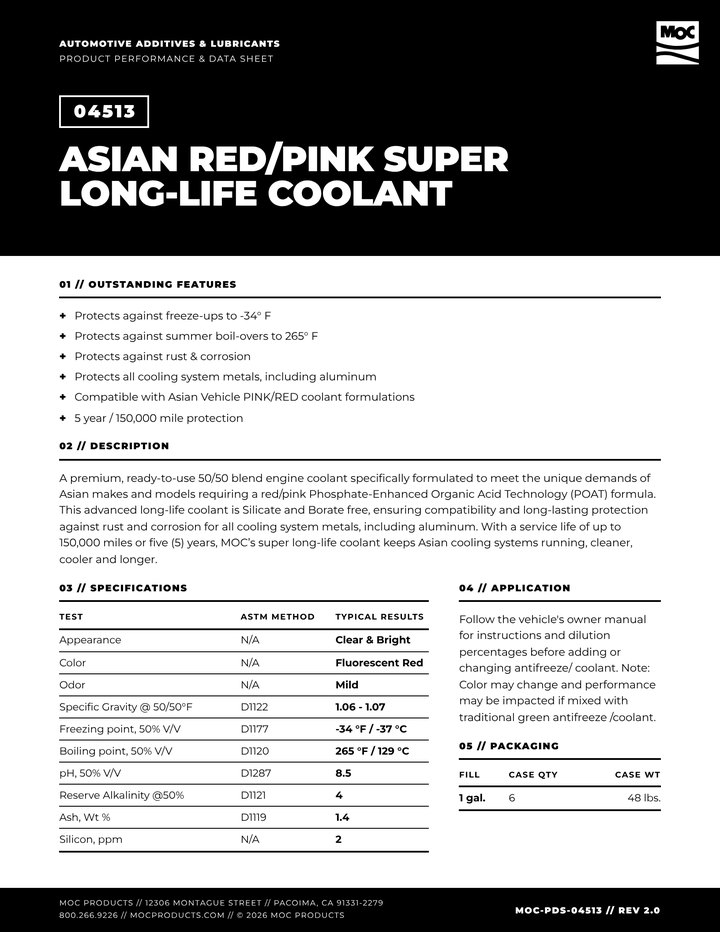 AUTOMOTIVE ADDITIVES & LUBRICANTS
PRODUCT PERFORMANCE & DATA SHEET
MOC
04513
ASIAN RED/PINK SUPER
LONG-LIFE COOLANT
01 // OUTSTANDING FEATURES
+ Protects against freeze-ups to -34° F
+ Protects against summer boil-overs to 265° F
+ Protects against rust & corrosion
+ Protects all cooling system metals, including aluminum
+ Compatible with Asian Vehicle PINK/RED coolant formulations
+ 5 year / 150,000 mile protection
02 // DESCRIPTION
A premium, ready-to-use 50/50 blend engine coolant specifically formulated to meet the unique demands of
Asian makes and models requiring a red/pink Phosphate-Enhanced Organic Acid Technology (POAT) formula.
This advanced long-life coolant is Silicate and Borate free, ensuring compatibility and long-lasting protection
against rust and corrosion for all cooling system metals, including aluminum. With a service life of up to
150,000 miles or five (5) years, MOC's super long-life coolant keeps Asian cooling systems running, cleaner,
cooler and longer.
03 // SPECIFICATIONS
TEST ASTM METHOD TYPICAL RESULTS
Appearance N/A Clear & Bright
Color N/A Fluorescent Red
Odor N/A Mild
Specific Gravity @ 50/50°F D1122 1.06 - 1.07
Freezing point, 50% V/V D1177 -34 °F / -37 °C
Boiling point, 50% V/V D1120 265 °F / 129 °C
pH, 50% V/V D1287 8.5
Reserve Alkalinity @50% D1121 4
Ash, Wt % D1119 1.4
Silicon, ppm N/A 2
04 // APPLICATION
Follow the vehicle's owner manual
for instructions and dilution
percentages before adding or
changing antifreeze/ coolant. Note:
Color may change and performance
may be impacted if mixed with
traditional green antifreeze /coolant.
05 // PACKAGING
FILL CASE QTY CASE WT
1 gal. 6 48 lbs.
MOC PRODUCTS // 12306 MONTAGUE STREET // PACOIMA, CA 91331-2279
800.266.9226 // MOCPRODUCTS.COM // © 2026 MOC PRODUCTS
MOC-PDS-04513 // REV 2.0